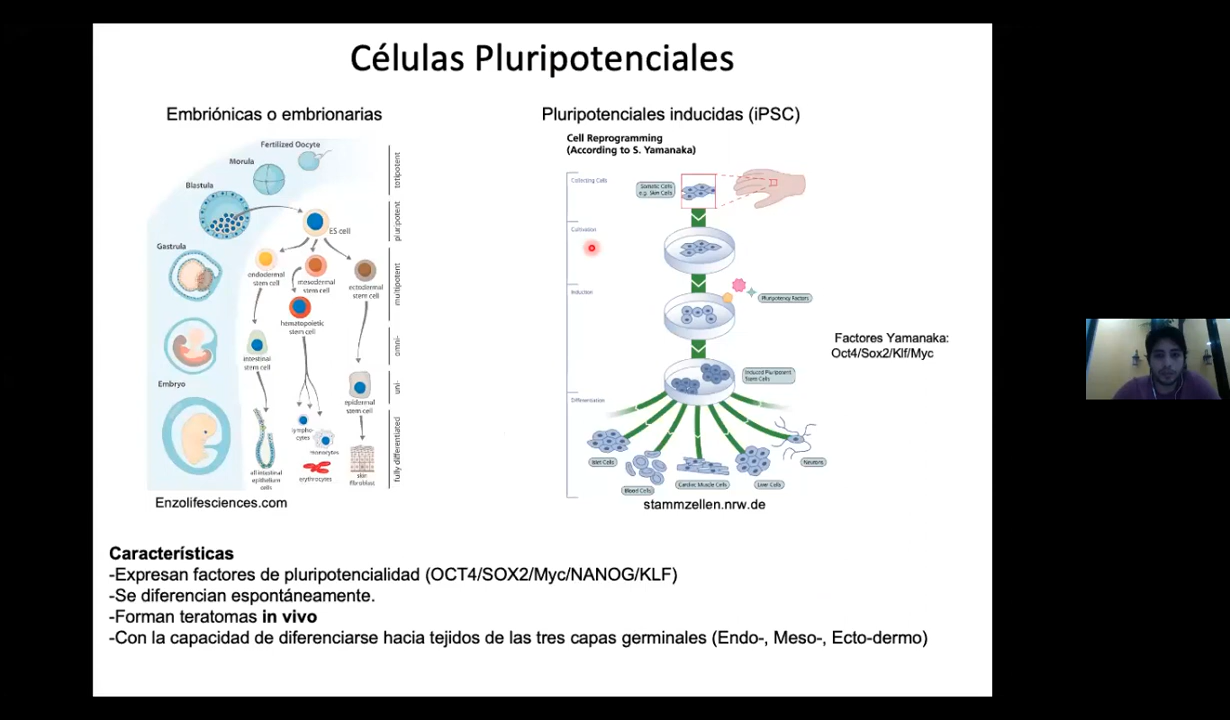 Células Pluripotenciales
Embriónicas o embrionarias
Fertilized Oocyte
Morula
Blastula
ES cell
Gastrula
endodermal
stem cell
mesodermal
stem cell
ectodermal
stem cell
hematopoietic
stem cell
intestinal
stem cell
Embryo
epidermal
stem cell
lympho-
cytes
monocytes
all intestinal
epithelium
cells
erythrocytes
skin
fibroblast
totipotent
pluripotent
multipotent
omni-
uni-
fully differentiated
Enzolifesciences.com
Pluripotenciales inducidas (iPSC)
Cell Reprogramming
(According to S. Yamanaka)
Collecting Cells
Somatic Cells
e.g. Skin Cells
Cultivation
Induction
Pluripotency Factors
Induced Pluripotent
Stem Cells
Differentiation
Blood Cells
Cardiac Muscle Cells
Liver Cells
Neurons
stammzellen.nrw.de
Factores Yamanaka:
Oct4/Sox2/Klf/Myc
Características
-Expresan factores de pluripotencialidad (OCT4/SOX2/Myc/NANOG/KLF)
-Se diferencian espontáneamente.
-Forman teratomas in vivo
-Con la capacidad de diferenciarse hacia tejidos de las tres capas germinales (Endo-, Meso-, Ecto-dermo)